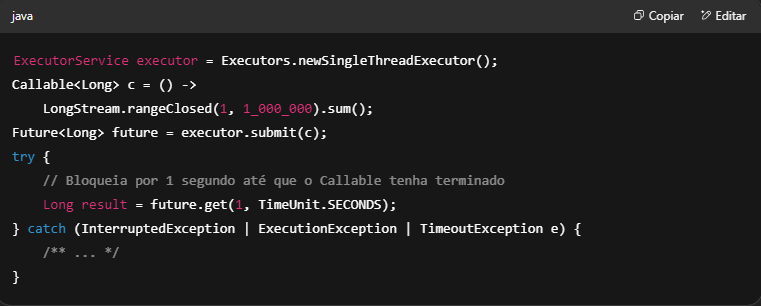 java
Copiar
Editar
ExecutorService executor = Executors.newSingleThreadExecutor();
Callable<Long> c = () ->
    LongStream.rangeClosed(1, 1_000_000).sum();
Future<Long> future = executor.submit(c);
try {
    // Bloqueia por 1 segundo até que o Callable tenha terminado
    Long result = future.get(1, TimeUnit.SECONDS);
} catch (InterruptedException | ExecutionException | TimeoutException e) {
    /** ... */
}